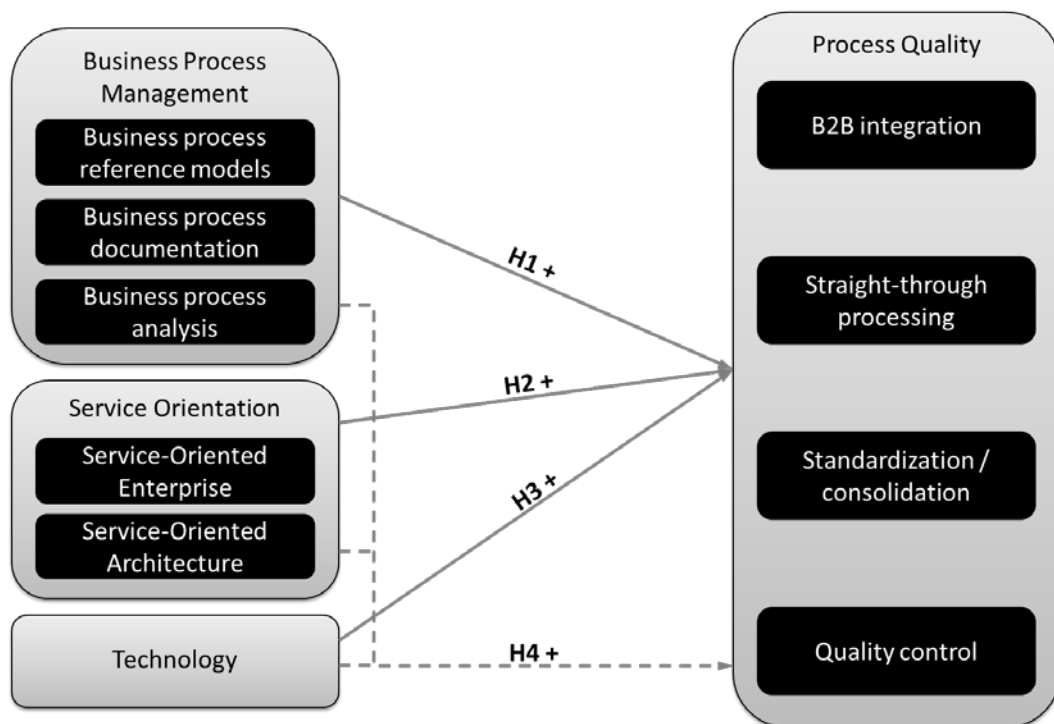 Business Process
Management
Business process
reference models
Business process
documentation
Business process
analysis
Service Orientation
Service-Oriented
Enterprise
Service-Oriented
Architecture
Technology
H1 +
H2 +
H3 +
H4 +
Process Quality
B2B integration
Straight-through
processing
Standardization /
consolidation
Quality control